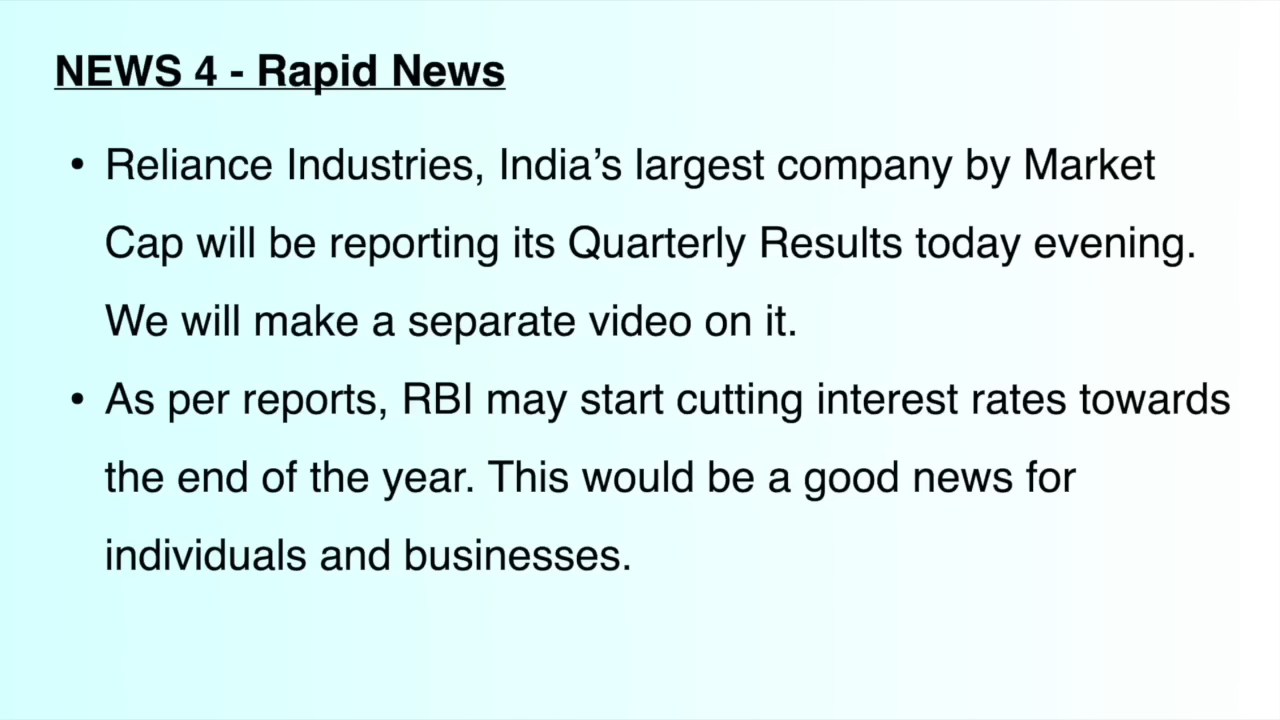 NEWS 4 - Rapid News
• Reliance Industries, India’s largest company by Market
Cap will be reporting its Quarterly Results today evening.
We will make a separate video on it.
• As per reports, RBI may start cutting interest rates towards
the end of the year. This would be a good news for
individuals and businesses.